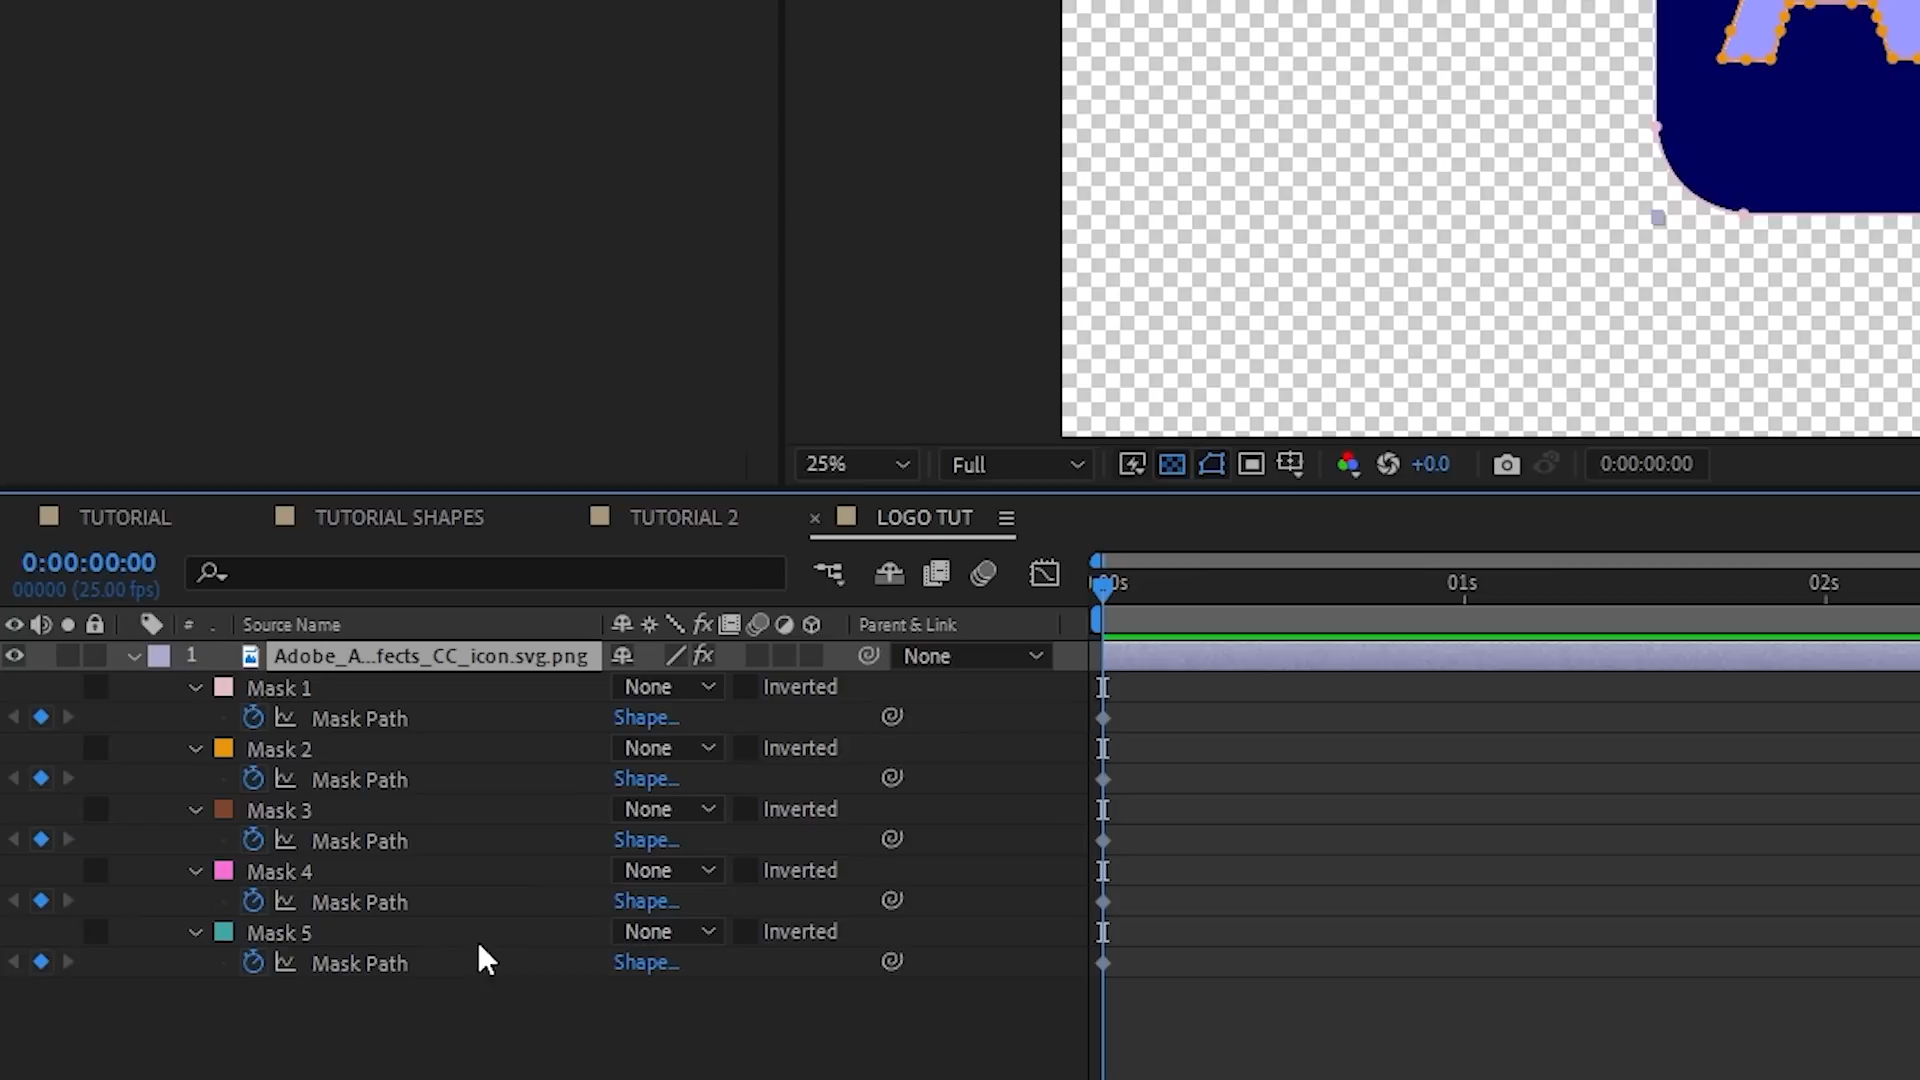 25%
Full
+0.0
0:00:00:00
TUTORIAL
TUTORIAL SHAPES
TUTORIAL 2
LOGO TUT
0:00:00:00
00000 (25.00 fps)
00s
01s
02s
#
.
Source Name
fx
Parent & Link
1
Adobe_A...fects_CC_icon.svg.png
fx
None
Mask 1
None
Inverted
Mask Path
Shape...
Mask 2
None
Inverted
Mask Path
Shape...
Mask 3
None
Inverted
Mask Path
Shape...
Mask 4
None
Inverted
Mask Path
Shape...
Mask 5
None
Inverted
Mask Path
Shape...